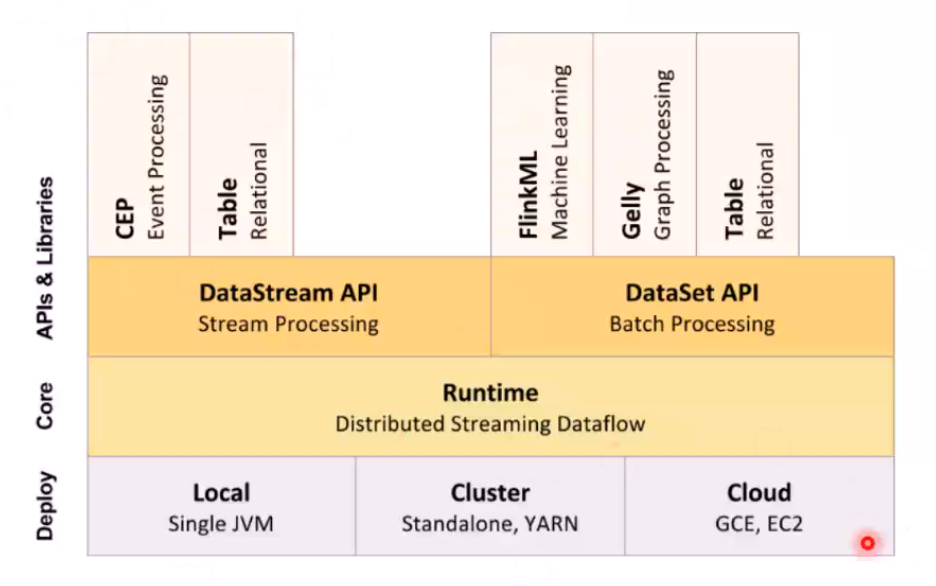 CEP
Event Processing
Table
Relational
FlinkML
Machine Learning
Gelly
Graph Processing
Table
Relational
APIs & Libraries
DataStream API
Stream Processing
DataSet API
Batch Processing
Core
Runtime
Distributed Streaming Dataflow
Deploy
Local
Single JVM
Cluster
Standalone, YARN
Cloud
GCE, EC2